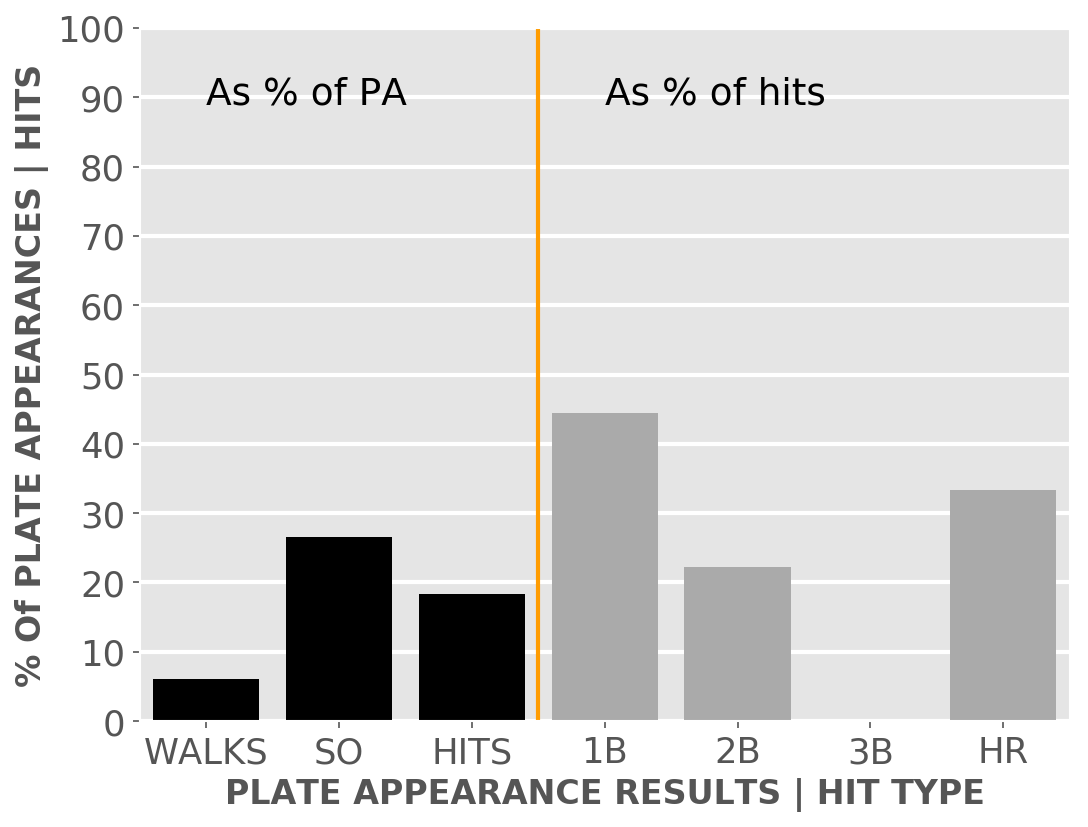 % Of PLATE APPEARANCES | HITS
100
90
80
70
60
50
40
30
20
10
0
As % of PA
As % of hits
WALKS SO HITS 1B 2B 3B HR
PLATE APPEARANCE RESULTS | HIT TYPE